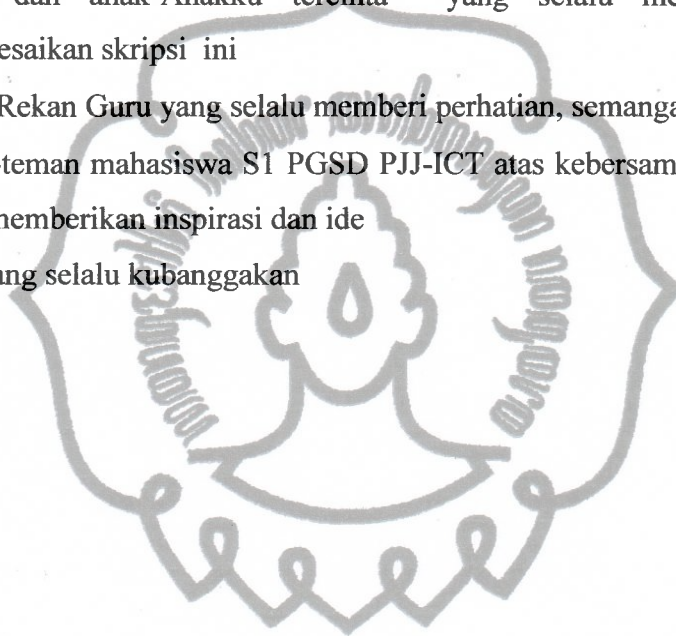 dan anak-Anakku tercinta yang selalu me
esaikan skripsi ini
Rekan Guru yang selalu memberi perhatian, semanga
-teman mahasiswa S1 PGSD PJJ-ICT atas kebersam
memberikan inspirasi dan ide
ang selalu kubanggakan